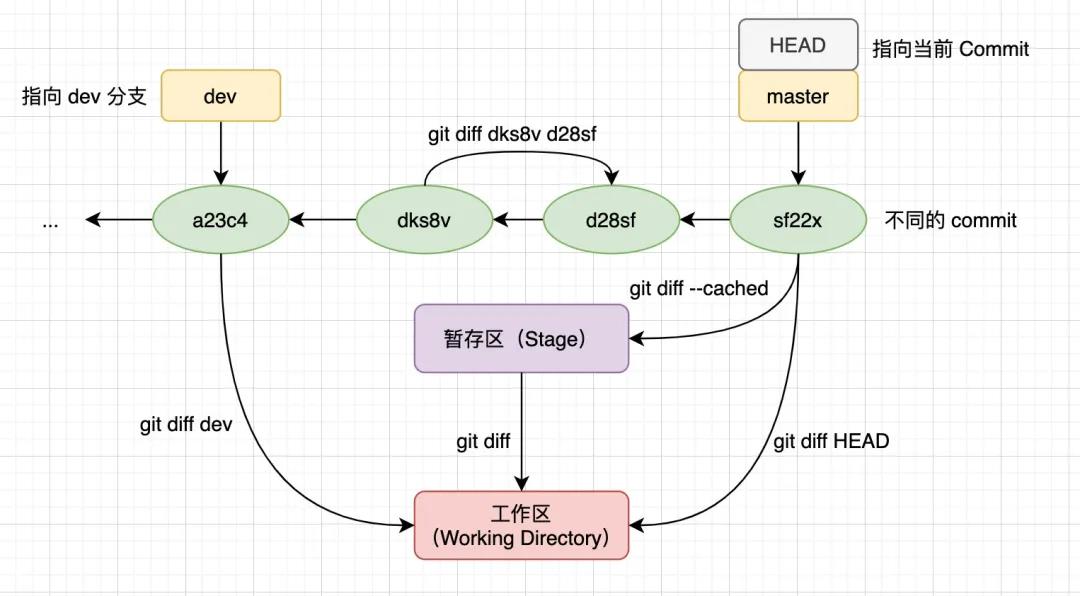 HEAD
指向当前 Commit
指向 dev 分支
dev
master
git diff dks8v d28sf
...
a23c4
dks8v
d28sf
sf22x
不同的 commit
git diff --cached
暂存区（Stage）
git diff dev
git diff
git diff HEAD
工作区
（Working Directory）